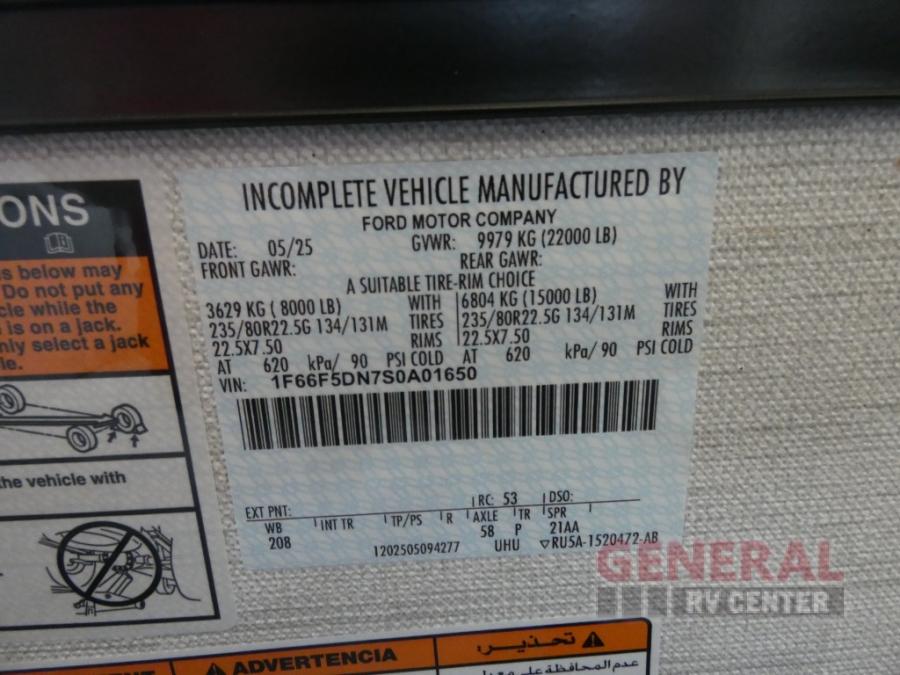 INCOMPLETE VEHICLE MANUFACTURED BY
FORD MOTOR COMPANY
DATE: 05/25 GVWR: 9979 KG (22000 LB)
FRONT GAWR: REAR GAWR:
A SUITABLE TIRE-RIM CHOICE
3629 KG ( 8000 LB) WITH 6804 KG (15000 LB) WITH
235/80R22.5G 134/131M TIRES 235/80R22.5G 134/131M TIRES
22.5X7.50 RIMS 22.5X7.50 RIMS
AT 620 kPa/ 90 PSI COLD AT 620 kPa/ 90 PSI COLD
VIN: 1F66F5DN7S0A01650
EXT PNT: RC: 53 DSO:
WB INT TR TP/PS R AXLE TR SPR
208 58 P 21AA
1202505094277 UHU ▽RU5A-1520472-AB
ONS
s below may
Do not put any
cle while the
is on a jack.
nly select a jack
le.
the vehicle with
ADVERTENCIA
تحذير
عدم المحافظة على
GENERAL
RV CENTER